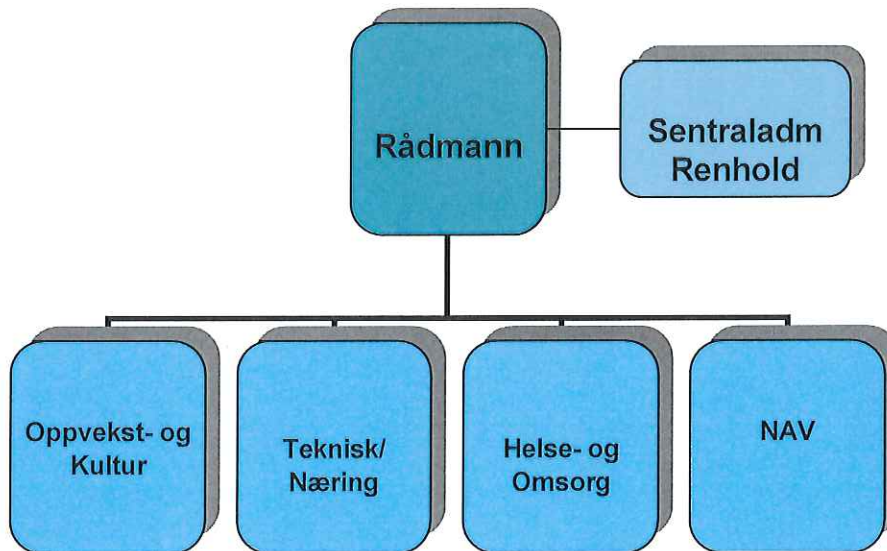 Rådmann
Sentraladm
Renhold
Oppvekst- og
Kultur
Teknisk/
Næring
Helse- og
Omsorg
NAV